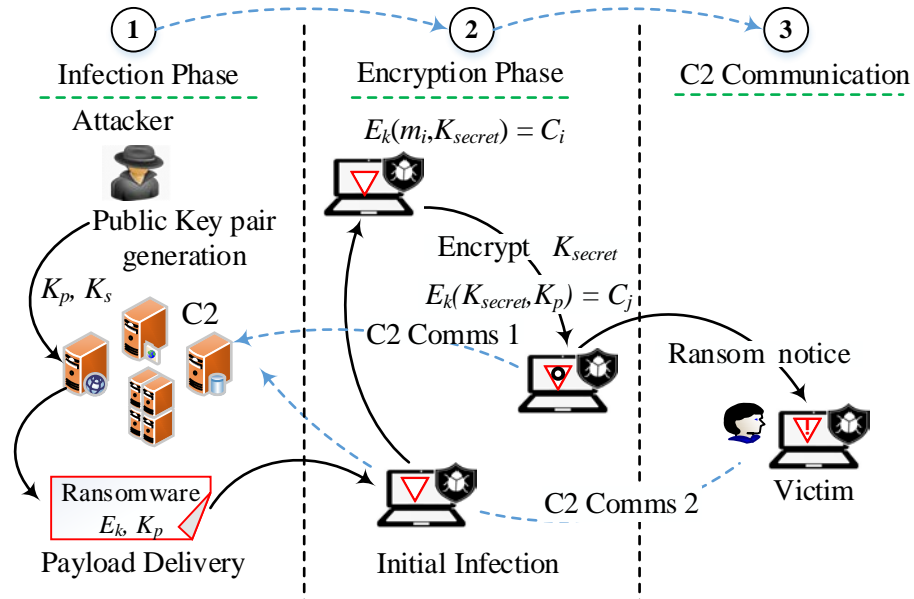 1
Infection Phase
Attacker
Public Key pair
generation
K_p, K_s
C2
Ransomware
E_k, K_p
Payload Delivery
2
Encryption Phase
E_k(m_i,K_secret) = C_i
Encrypt K_secret
E_k(K_secret,K_p) = C_j
C2 Comms 1
Initial Infection
3
C2 Communication
Ransom notice
Victim
C2 Comms 2